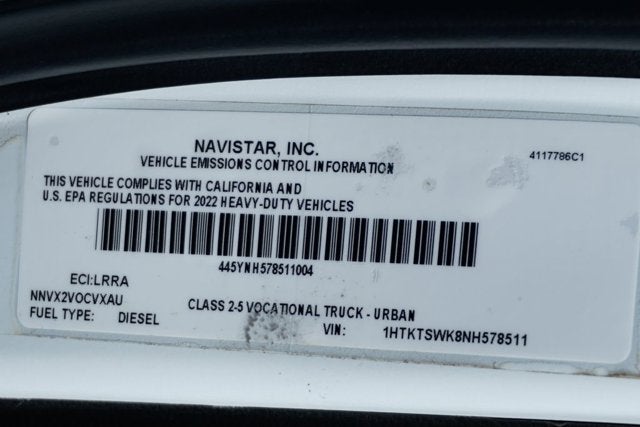 NAVISTAR, INC.
4117786C1
VEHICLE EMISSIONS CONTROL INFORMATION
THIS VEHICLE COMPLIES WITH CALIFORNIA AND
U.S. EPA REGULATIONS FOR 2022 HEAVY-DUTY VEHICLES
445YNH578511004
ECI:LRRA
NNVX2VOCVXAU
CLASS 2-5 VOCATIONAL TRUCK - URBAN
FUEL TYPE: DIESEL
VIN: 1HTKTSWK8NH578511